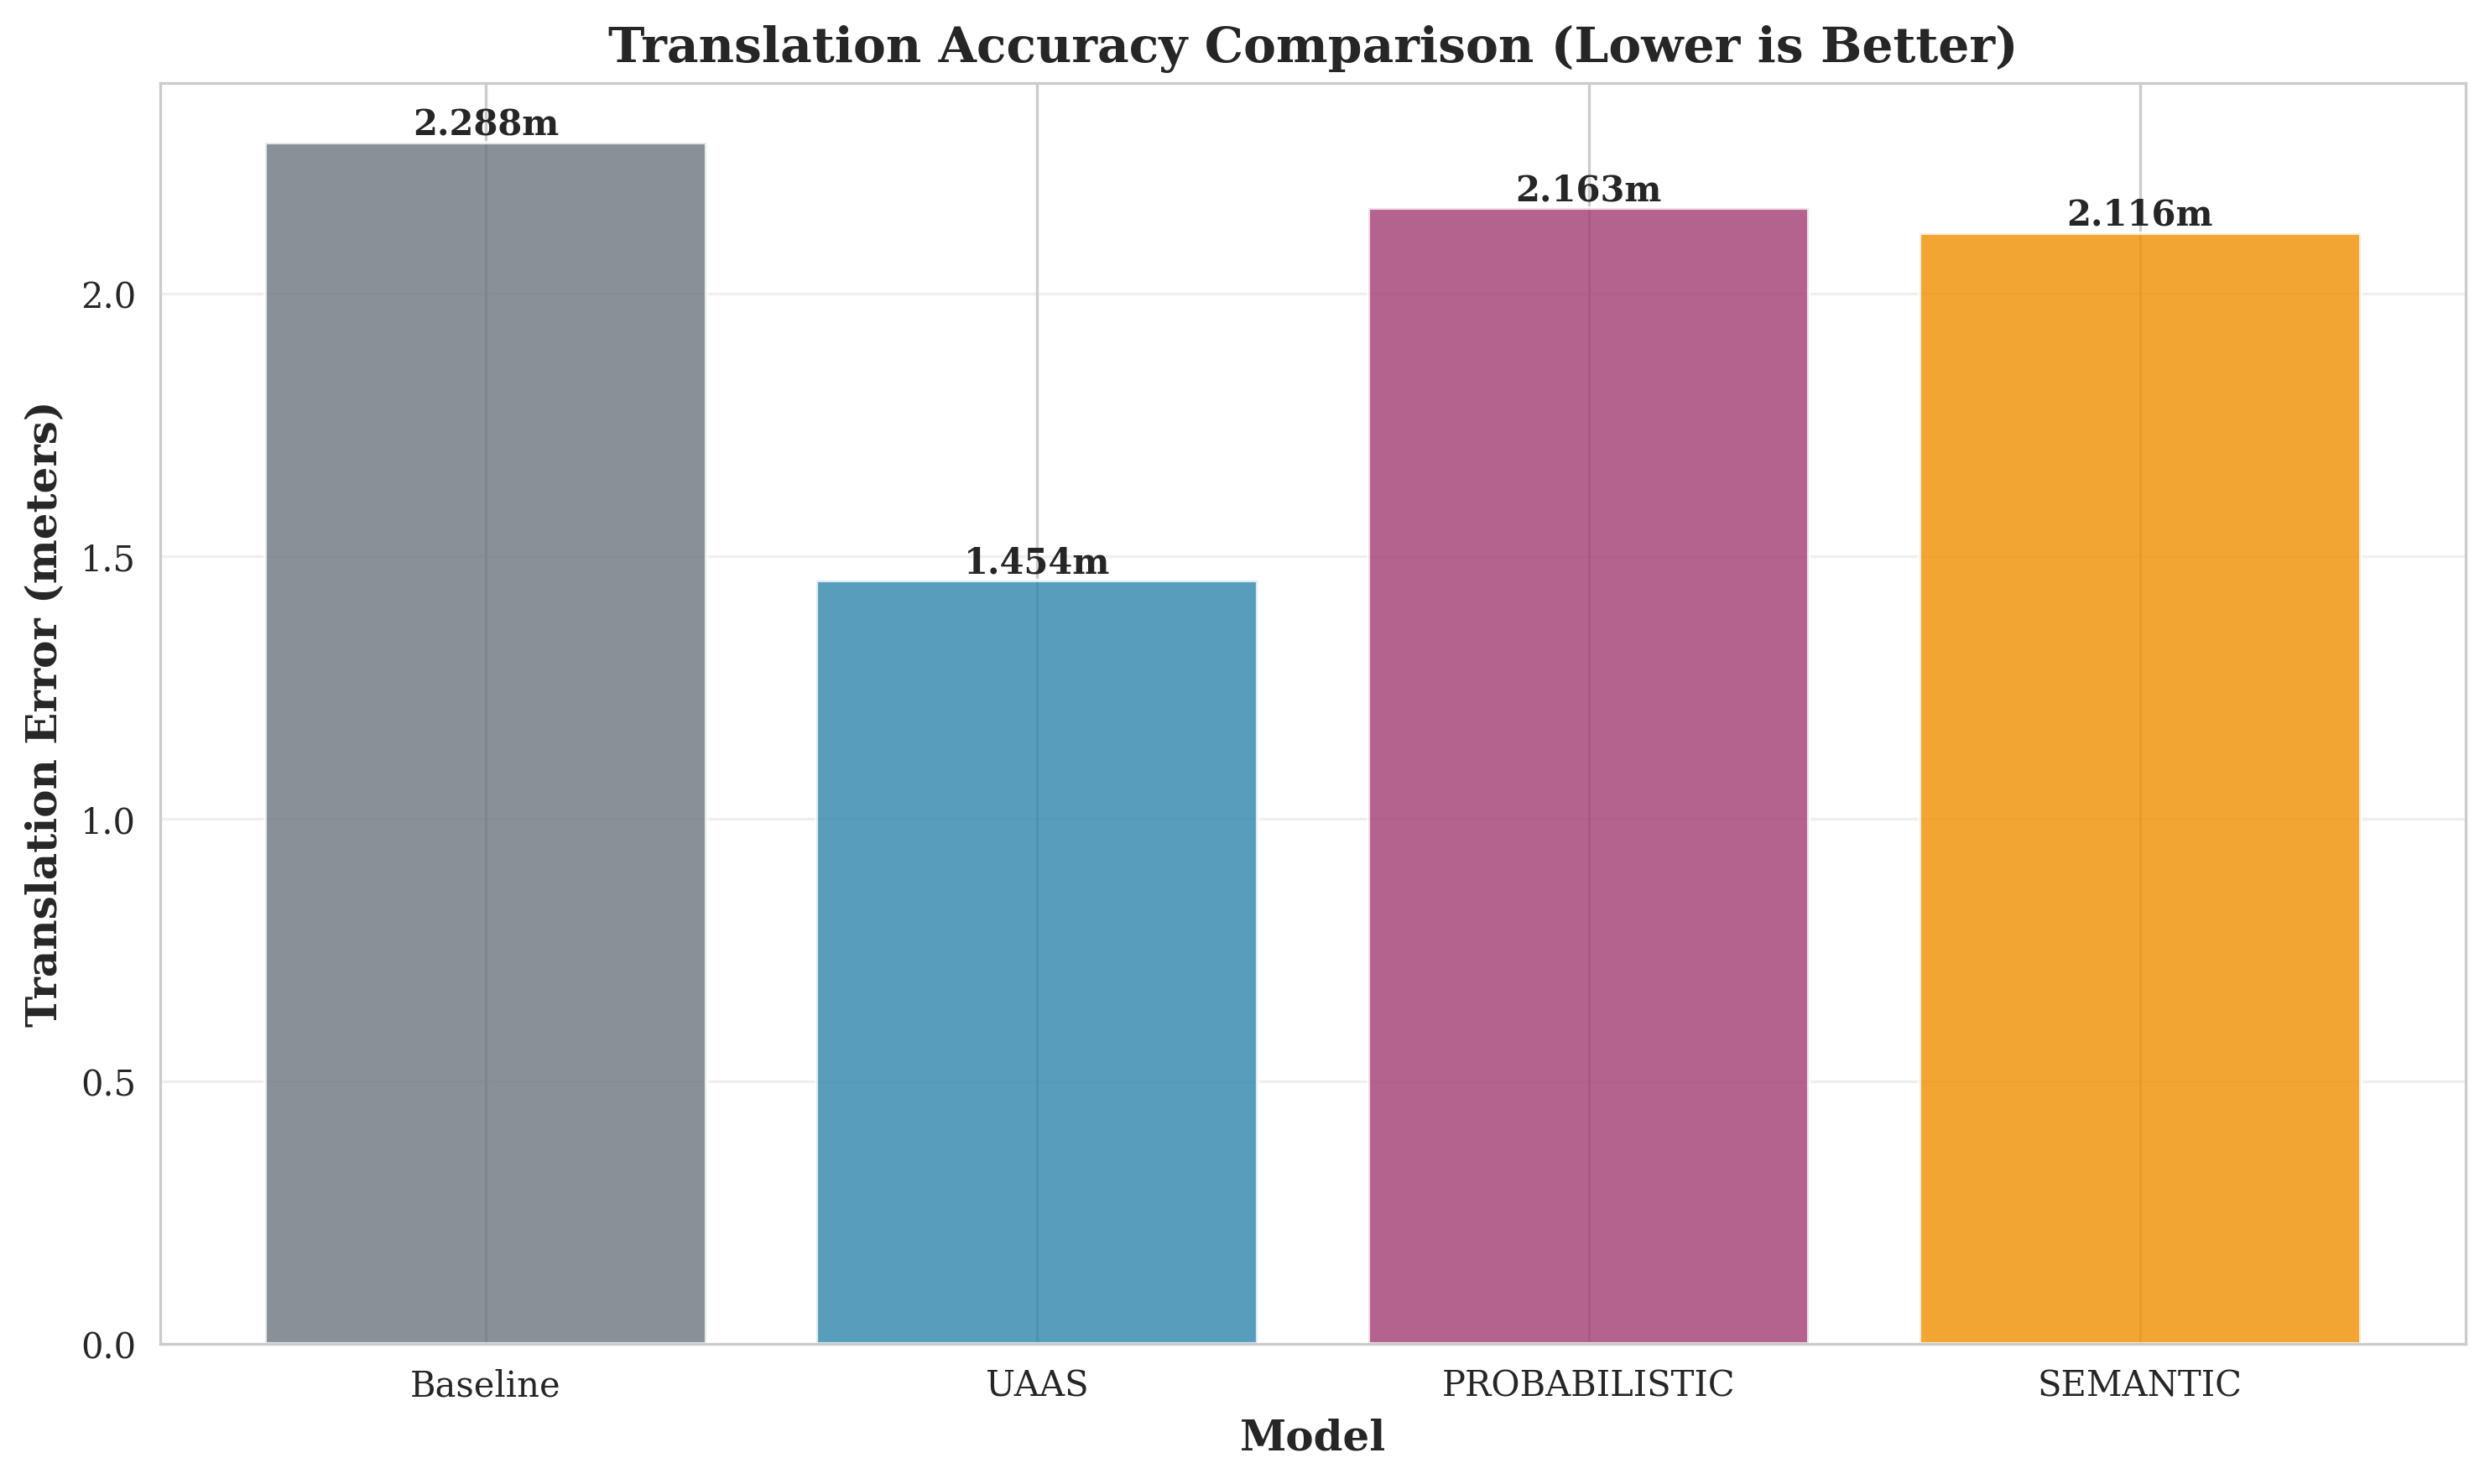 Translation Accuracy Comparison (Lower is Better)
2.288m
2.163m
2.116m
1.454m
Translation Error (meters)
2.0
1.5
1.0
0.5
0.0
Baseline
UAAS
PROBABILISTIC
SEMANTIC
Model